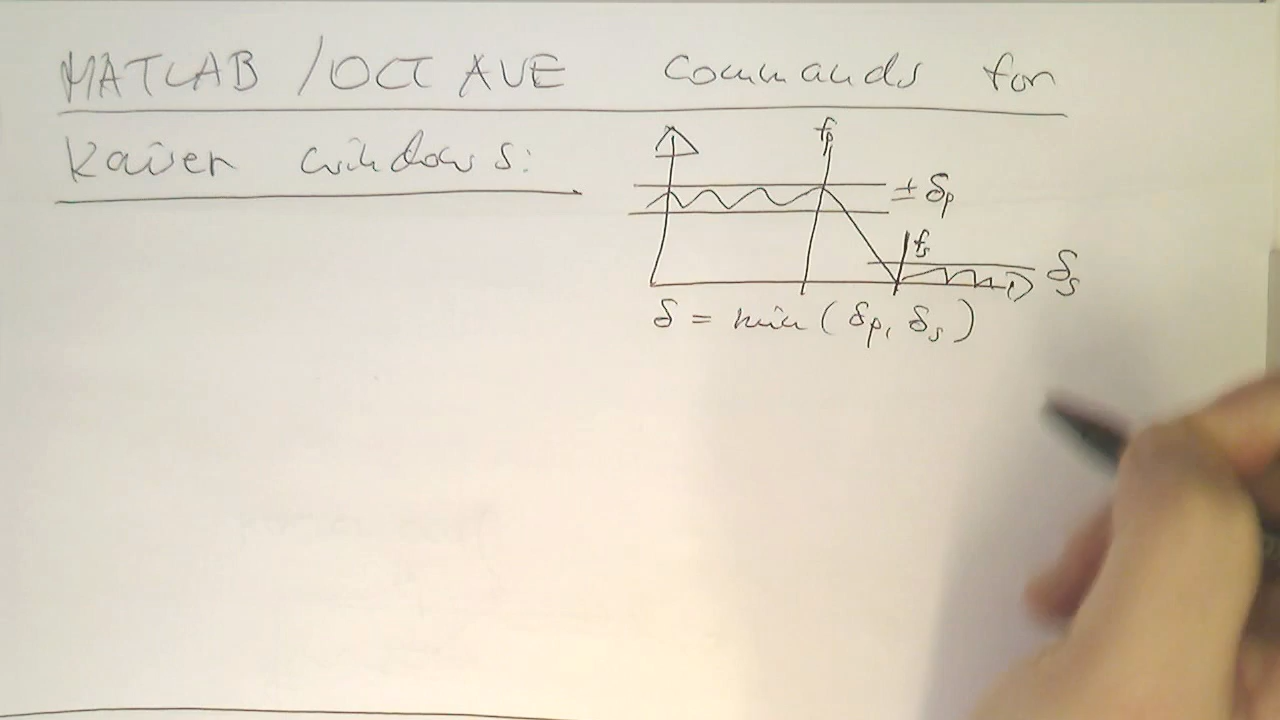 MATLAB / OCTAVE commands for
Kaiser windows:
fp
± δp
fs
δs
δ = min ( δp, δs )